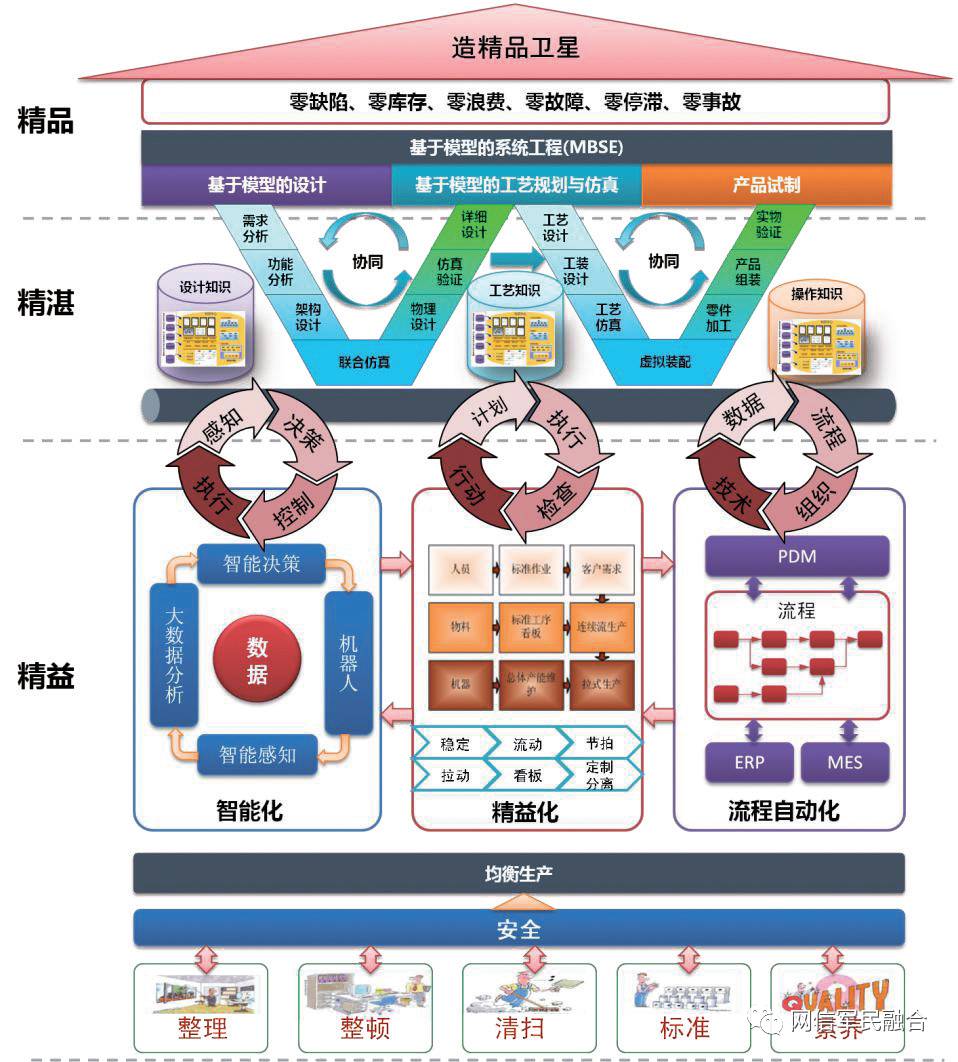 造精品卫星
精品
零缺陷、零库存、零浪费、零故障、零停滞、零事故
基于模型的系统工程(MBSE)
基于模型的设计
基于模型的工艺规划与仿真
产品试制
精湛
需求
分析
功能
分析
架构
设计
联合仿真
物理
设计
仿真
验证
详细
设计
协同
工艺
设计
工装
设计
工艺
仿真
虚拟装配
零件
加工
产品
组装
实物
验证
协同
设计知识
工艺知识
操作知识
感知
决策
控制
执行
计划
执行
检查
行动
数据
流程
组织
技术
精益
智能决策
机器人
智能感知
大数据分析
数据
智能化
人员
标准作业
客户需求
物料
标准工序
看板
连续流生产
机器
总体产能维
护
拉式生产
稳定
流动
节拍
拉动
看板
定制
分离
精益化
PDM
流程
ERP
MES
流程自动化
均衡生产
安全
整理
整顿
清扫
标准
QUALITY
素养
网信军民融合